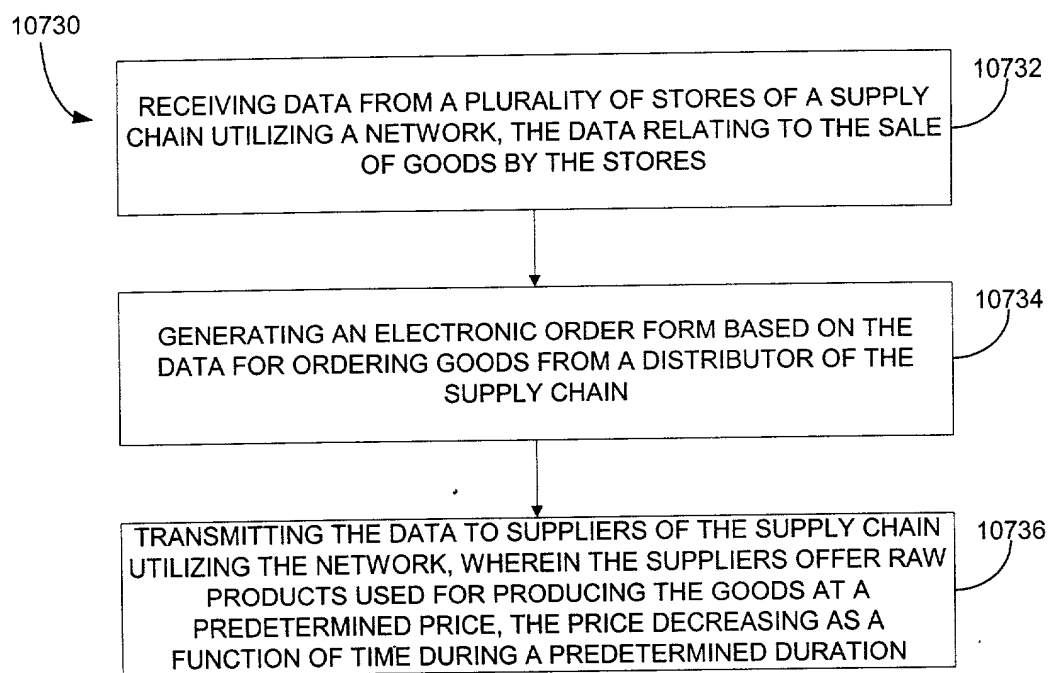 10730
10732
RECEIVING DATA FROM A PLURALITY OF STORES OF A SUPPLY
CHAIN UTILIZING A NETWORK, THE DATA RELATING TO THE SALE
OF GOODS BY THE STORES
10734
GENERATING AN ELECTRONIC ORDER FORM BASED ON THE
DATA FOR ORDERING GOODS FROM A DISTRIBUTOR OF THE
SUPPLY CHAIN
10736
TRANSMITTING THE DATA TO SUPPLIERS OF THE SUPPLY CHAIN
UTILIZING THE NETWORK, WHEREIN THE SUPPLIERS OFFER RAW
PRODUCTS USED FOR PRODUCING THE GOODS AT A
PREDETERMINED PRICE, THE PRICE DECREASING AS A
FUNCTION OF TIME DURING A PREDETERMINED DURATION